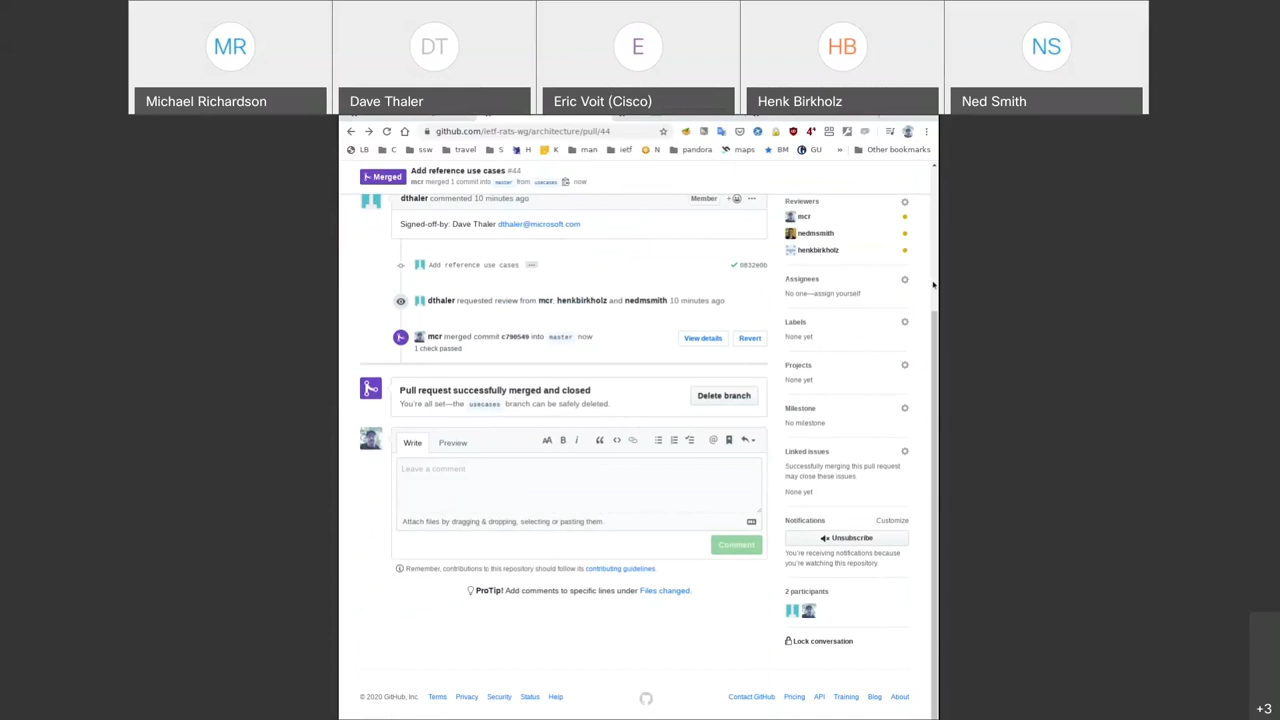 MR
DT
E
HB
NS
Michael Richardson
Dave Thaler
Eric Voit (Cisco)
Henk Birkholz
Ned Smith
github.com/ietf-rats-wg/architecture/pull/44
LB C ssw travel S H K man ietf N pandora maps BM GU » Other bookmarks
Merged
Add reference use cases #44
mcr merged 1 commit into master from usecases now
dthaler commented 10 minutes ago
Member
Signed-off-by: Dave Thaler dthaler@microsoft.com
Add reference use cases ...
0832e0b
dthaler requested review from mcr, henkbirkholz and nedmsmith 10 minutes ago
mcr merged commit c790549 into master now
1 check passed
View details
Revert
Pull request successfully merged and closed
You're all set—the usecases branch can be safely deleted.
Delete branch
Write
Preview
AA B i
Leave a comment
Attach files by dragging & dropping, selecting or pasting them.
Comment
Remember, contributions to this repository should follow its contributing guidelines.
ProTip! Add comments to specific lines under Files changed.
Reviewers
mcr
nedmsmith
henkbirkholz
Assignees
No one—assign yourself
Labels
None yet
Projects
None yet
Milestone
No milestone
Linked issues
Successfully merging this pull request
may close these issues.
None yet
Notifications
Customize
Unsubscribe
You're receiving notifications because
you're watching this repository.
2 participants
Lock conversation
© 2020 GitHub, Inc. Terms Privacy Security Status Help
Contact GitHub Pricing API Training Blog About
+3